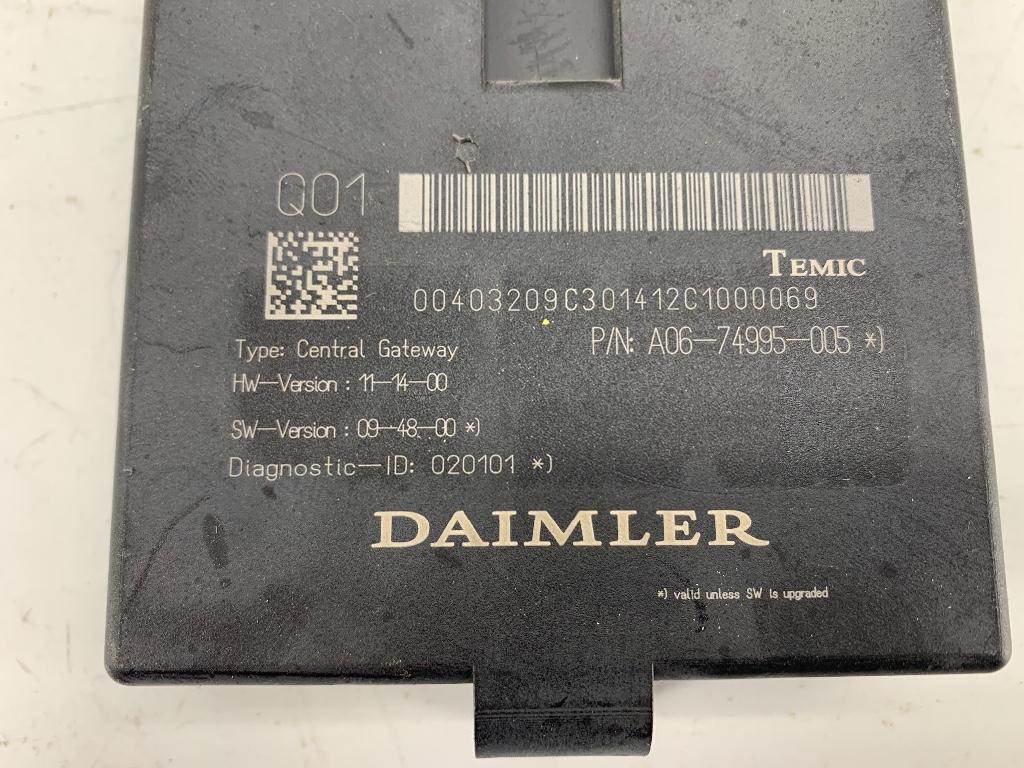 Q01
TEMIC
00403209C301412C1000069
P/N: A06-74995-005 *)
Type: Central Gateway
HW-Version : 11-14-00
SW-Version : 09-48-00 *)
Diagnostic-ID: 020101 *)
DAIMLER
*) valid unless SW is upgraded